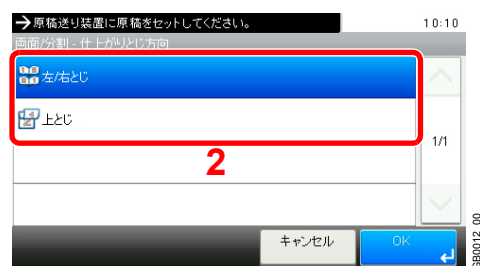 →原稿送り装置に原稿をセットしてください。 10:10
両面/分割 - 仕上がりとじ方向
左/右とじ
上とじ
1/1
2
キャンセル OK
GB0012_00